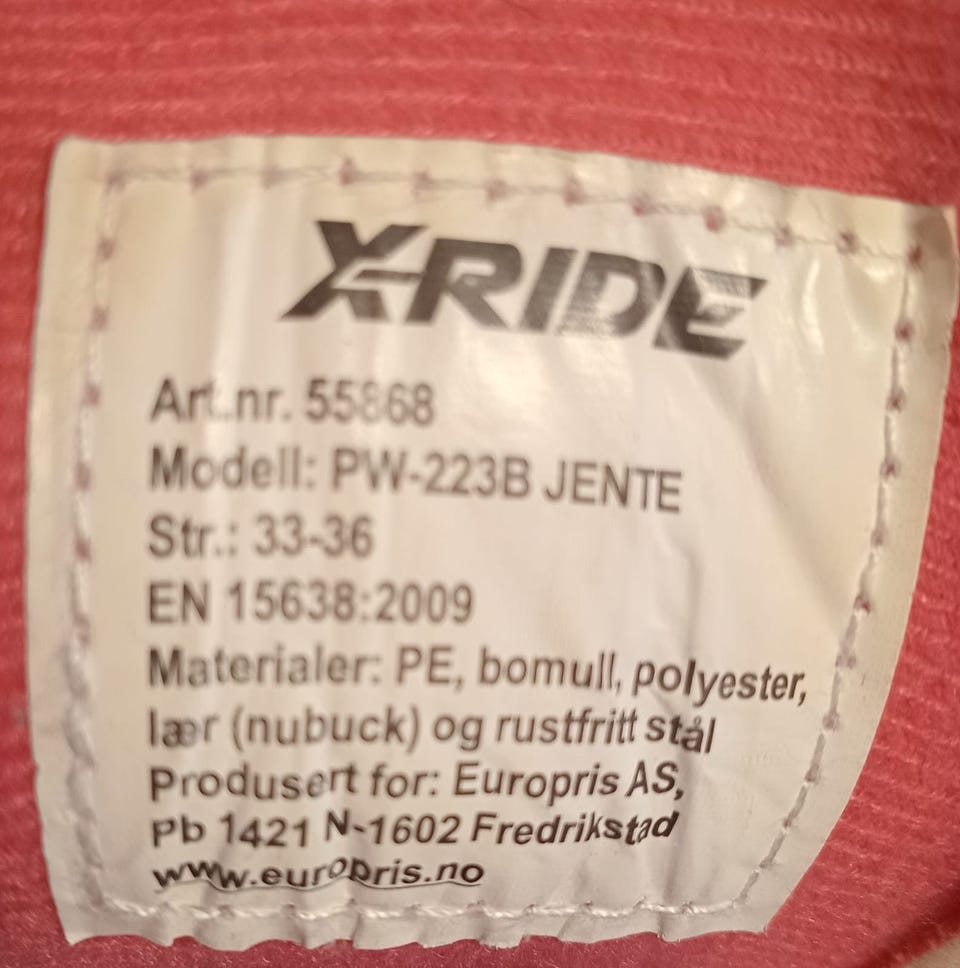 X-RIDE
Art.nr. 55868
Modell: PW-223B JENTE
Str.: 33-36
EN 15638:2009
Materialer: PE, bomull, polyester,
lær (nubuck) og rustfritt stål
Produsert for: Europris AS,
Pb 1421 N-1602 Fredrikstad
www.europris.no